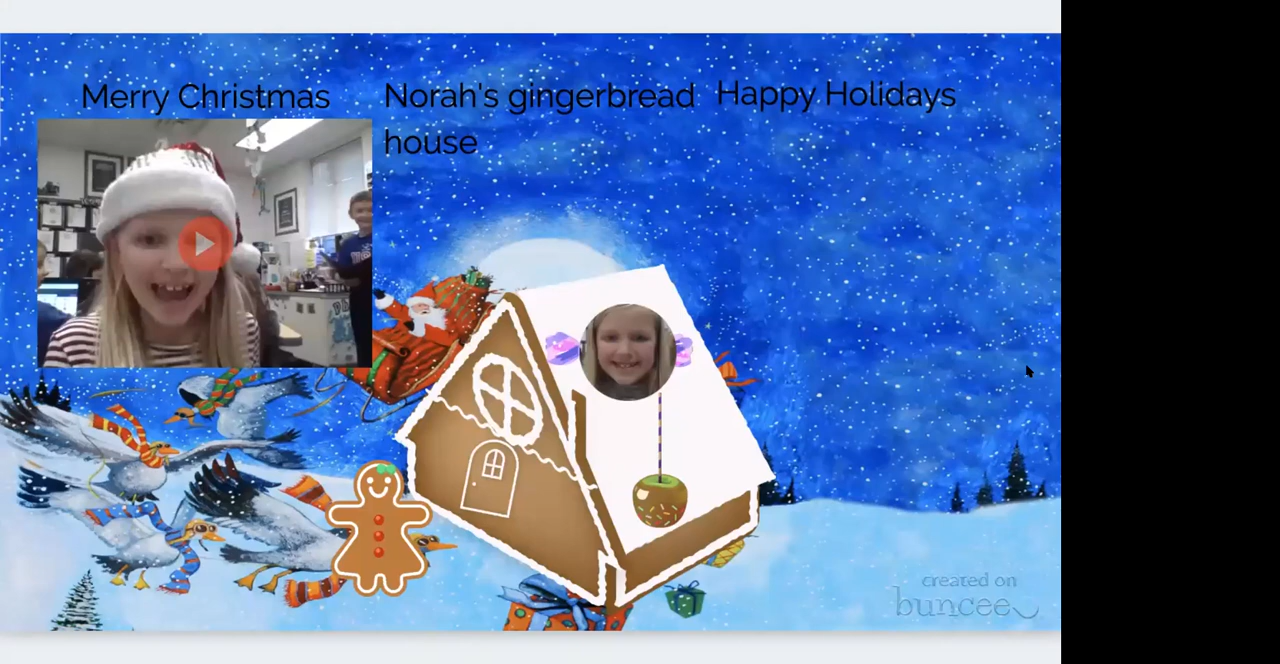 Merry Christmas
Norah's gingerbread
house
Happy Holidays
created on
buncee